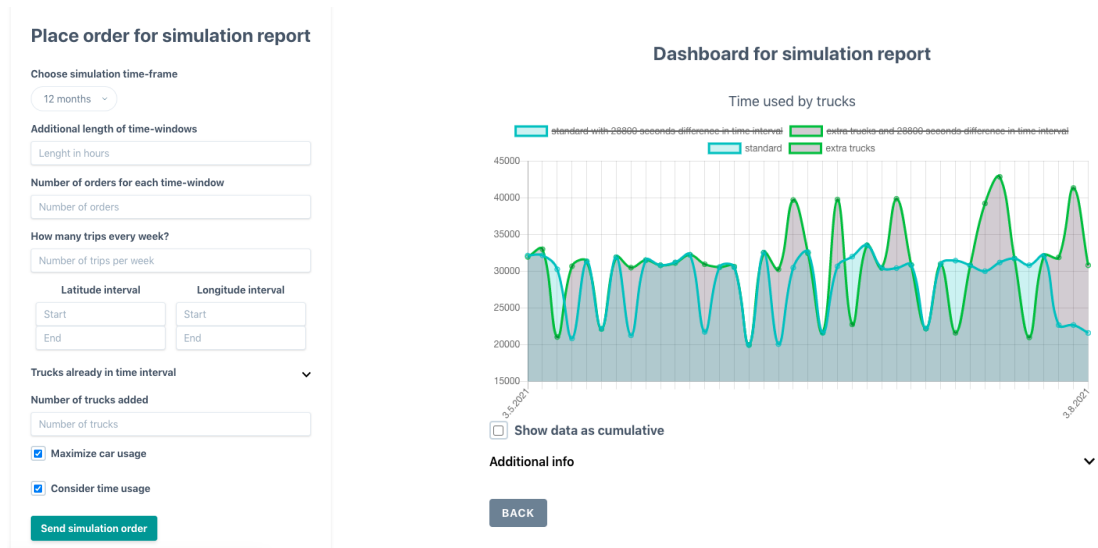 Place order for simulation report
Choose simulation time-frame
12 months
Additional length of time-windows
Lenght in hours
Number of orders for each time-window
Number of orders
How many trips every week?
Number of trips per week
Latitude interval Longitude interval
Start Start
End End
Trucks already in time interval
Number of trucks added
Number of trucks
Maximize car usage
Consider time usage
Send simulation order
Dashboard for simulation report
Time used by trucks
standard with 28800 seconds difference in time interval extra trucks and 28800 seconds difference in time interval
standard extra trucks
45000
40000
35000
30000
25000
20000
15000
3.5.2021 3.8.2021
Show data as cumulative
Additional info
BACK